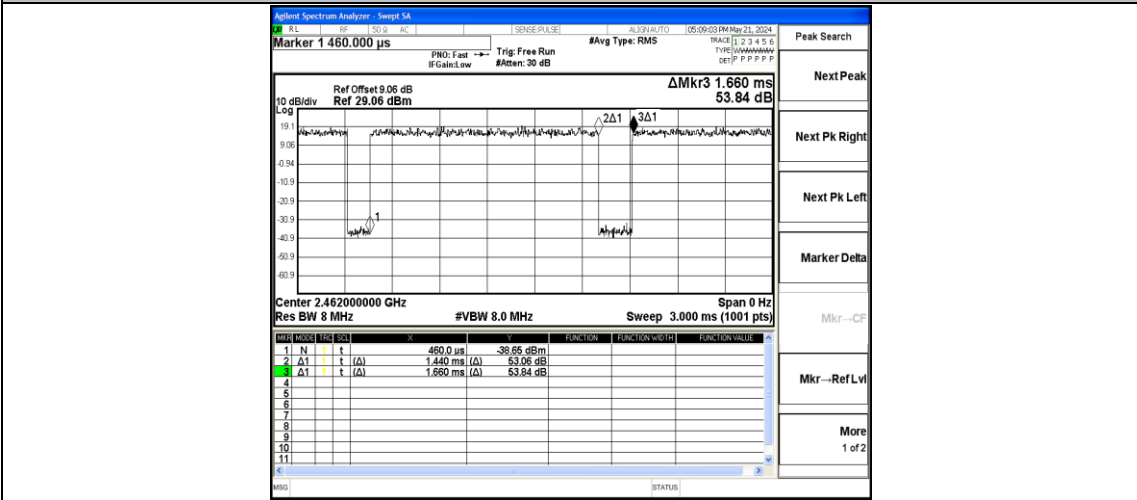 Agilent Spectrum Analyzer - Swept SA
RL RF 50 Ω AC SENSE:PULSE ALIGN AUTO 05:09:03 PM May 21, 2024
Marker 1 460.000 µs
PNO: Fast
IFGain:Low
Trig: Free Run
#Atten: 30 dB
#Avg Type: RMS
TRACE 1 2 3 4 5 6
TYPE WWWWWW
DET P P P P P P
Peak Search
ΔMkr3 1.660 ms
53.84 dB
Ref Offset 9.06 dB
10 dB/div Ref 29.06 dBm
Log
19.1
9.06
-0.94
-10.9
-20.9
-30.9
-40.9
-50.9
-60.9
1
2Δ1
3Δ1
Center 2.462000000 GHz Span 0 Hz
Res BW 8 MHz #VBW 8.0 MHz Sweep 3.000 ms (1001 pts)
MKR MODE TRC SCL X Y FUNCTION FUNCTION WIDTH FUNCTION VALUE
1 N 1 t 460.0 µs -38.65 dBm
2 Δ1 1 t (Δ) 1.440 ms (Δ) 53.06 dB
3 Δ1 1 t (Δ) 1.660 ms (Δ) 53.84 dB
4
5
6
7
8
9
10
11
MSG STATUS
Next Peak
Next Pk Right
Next Pk Left
Marker Delta
Mkr→CF
Mkr→Ref Lvl
More
1 of 2